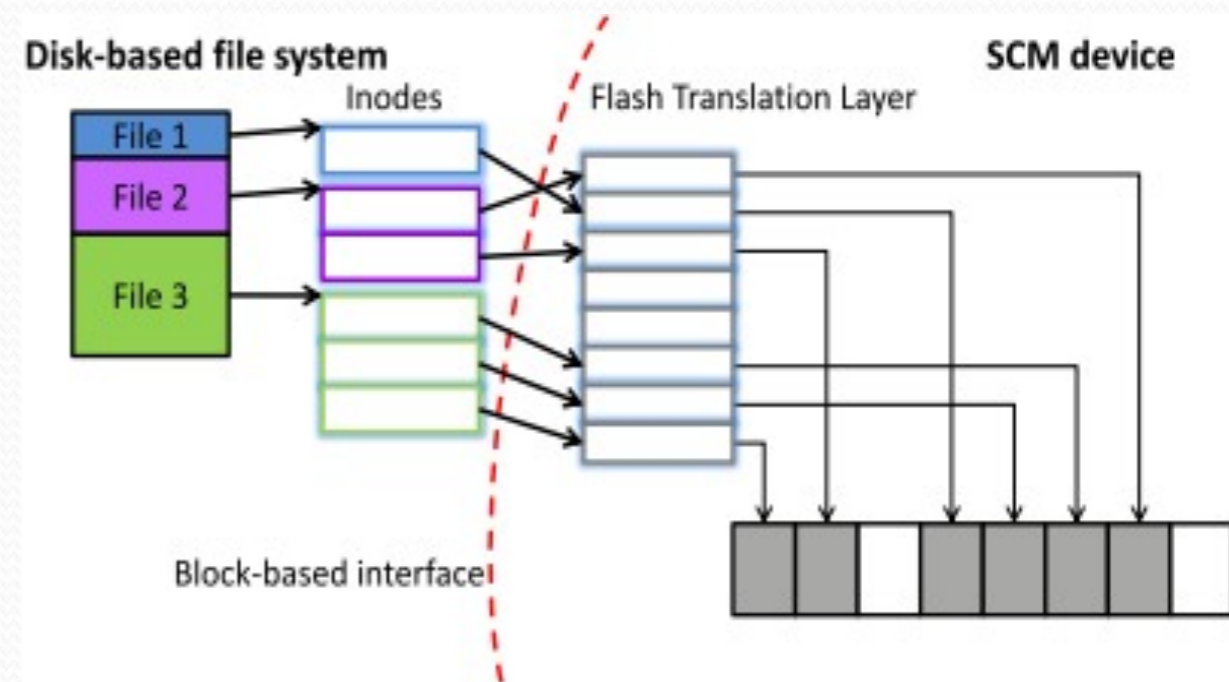 Disk-based file system
SCM device
Inodes
Flash Translation Layer
File 1
File 2
File 3
Block-based interface